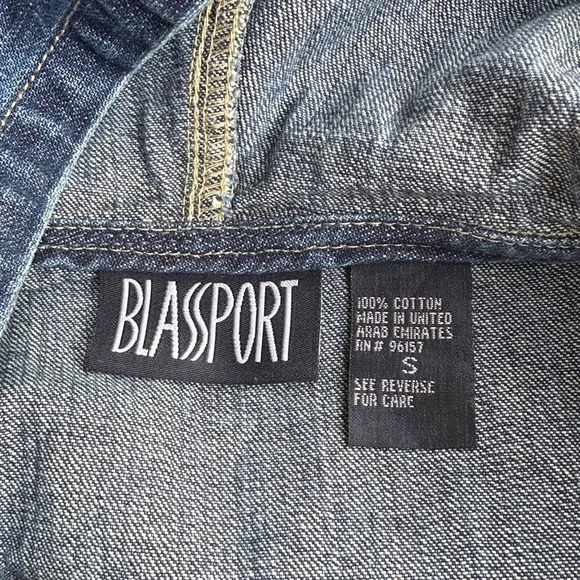 BLASSPORT
100% COTTON
MADE IN UNITED
ARAB EMIRATES
RN# 96157
S
SEE REVERSE
FOR CARE